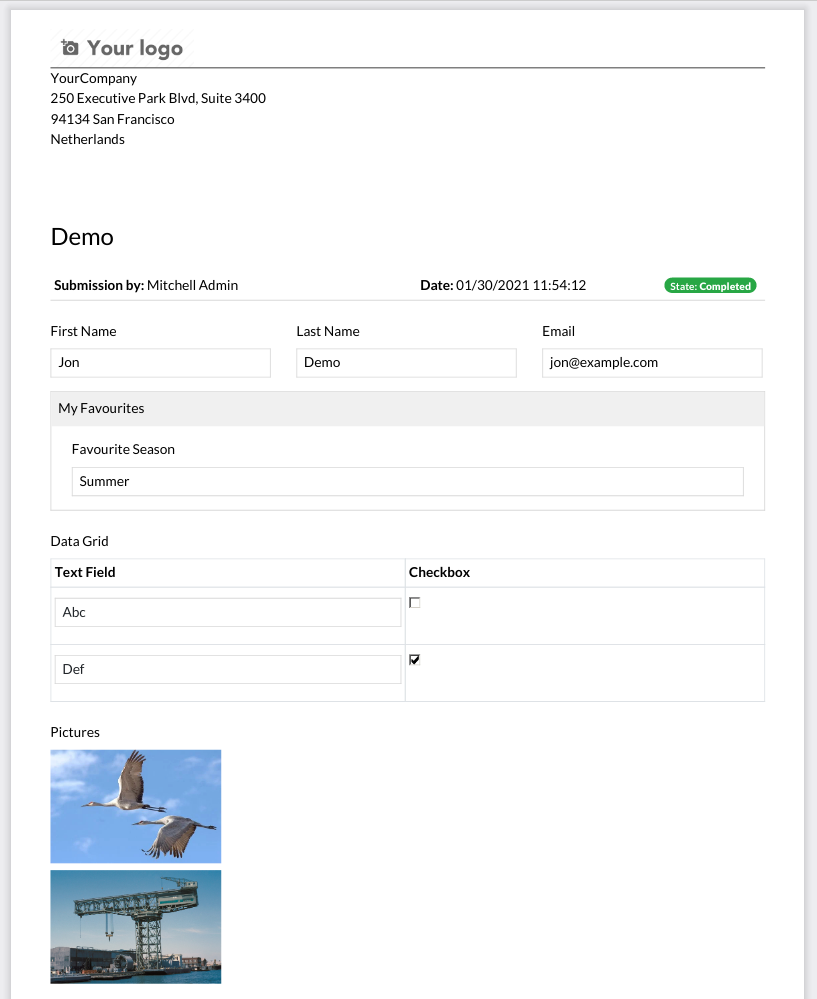 Your logo
YourCompany
250 Executive Park Blvd, Suite 3400
94134 San Francisco
Netherlands
Demo
Submission by: Mitchell Admin Date: 01/30/2021 11:54:12 State: Completed
First Name Last Name Email
Jon Demo jon@example.com
My Favourites
Favourite Season
Summer
Data Grid
Text Field Checkbox
Abc
Def
Pictures